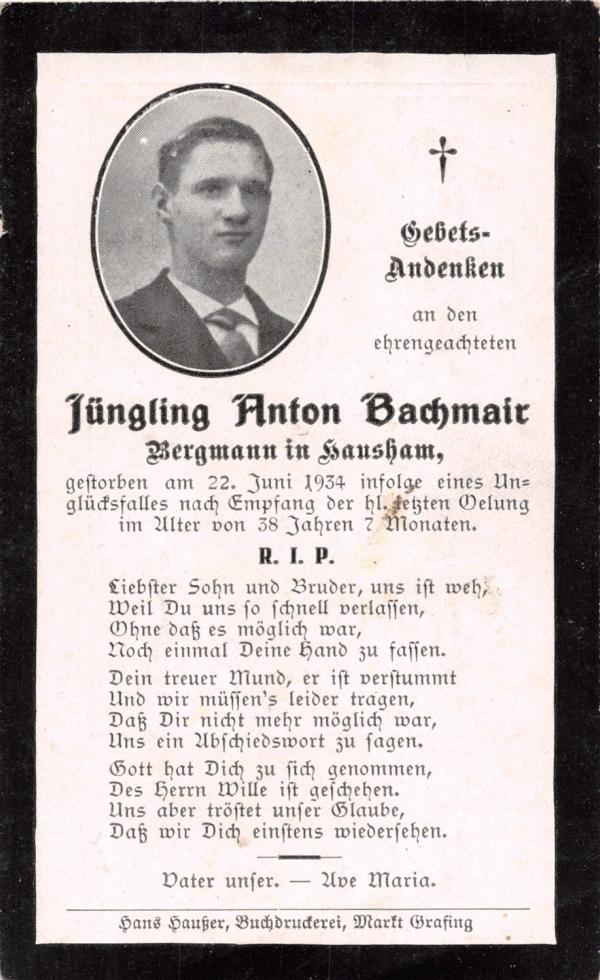 Gebets-
Andenken
an den
ehrengeachteten
Jüngling Anton Bachmair
Bergmann in Hausham,
gestorben am 22. Juni 1934 infolge eines Un=
glücksfalles nach Empfang der hl. letzten Oelung
im Alter von 38 Jahren 7 Monaten.
R. I. P.
Liebster Sohn und Bruder, uns ist weh,
Weil Du uns so schnell verlassen,
Ohne daß es möglich war,
Noch einmal Deine Hand zu fassen.
Dein treuer Mund, er ist verstummt
Und wir müssen's leider tragen,
Daß Dir nicht mehr möglich war,
Uns ein Abschiedswort zu sagen.
Gott hat Dich zu sich genommen,
Des Herrn Wille ist geschehen.
Uns aber tröstet unser Glaube,
Daß wir Dich einstens wiedersehen.
Vater unser. — Ave Maria.
Hans Haußer, Buchdruckerei, Markt Grafing